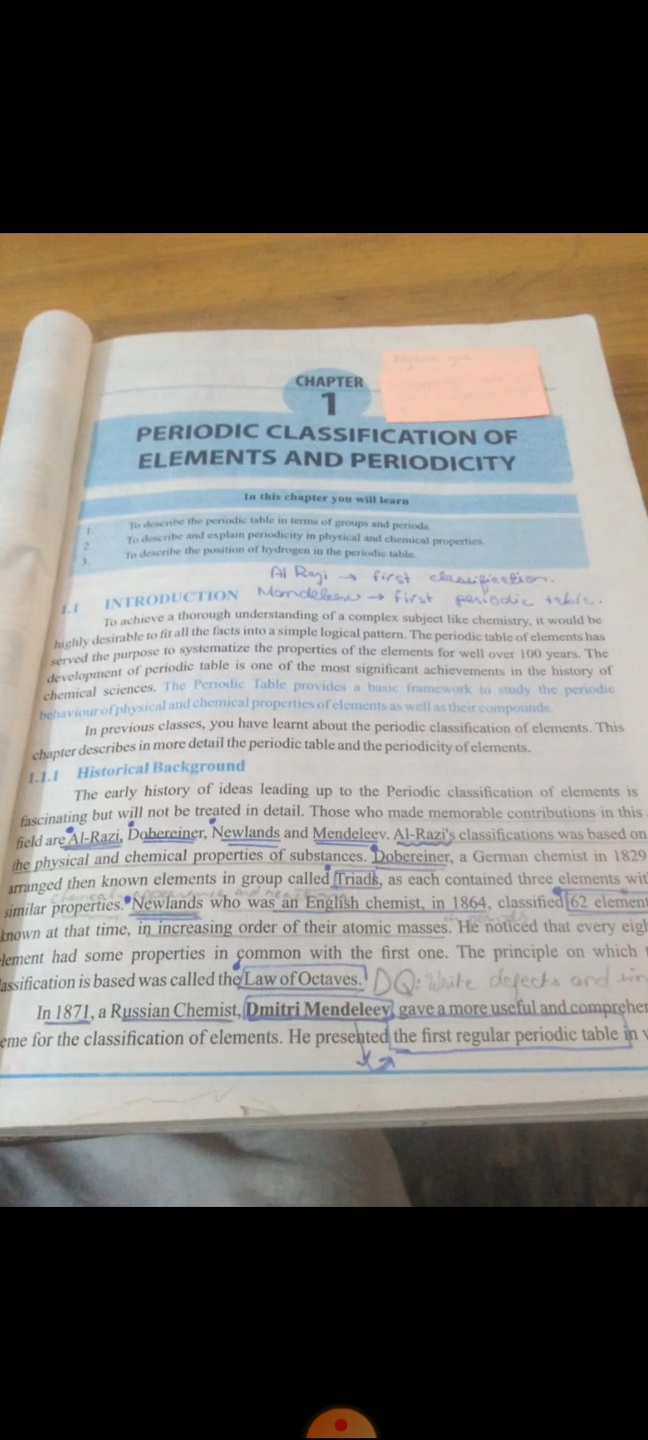 CHAPTER
1
PERIODIC CLASSIFICATION OF
ELEMENTS AND PERIODICITY
In this chapter you will learn
1. To describe the periodic table in terms of groups and periods.
2. To describe and explain periodicity in physical and chemical properties.
3. To describe the position of hydrogen in the periodic table.
Al Razi → first classification.
1.1 INTRODUCTION Mandeleev → first periodic table.
To achieve a thorough understanding of a complex subject like chemistry, it would be
highly desirable to fit all the facts into a simple logical pattern. The periodic table of elements has
served the purpose to systematize the properties of the elements for well over 100 years. The
development of periodic table is one of the most significant achievements in the history of
chemical sciences. The Periodic Table provides a basic framework to study the periodic
behaviour of physical and chemical properties of elements as well as their compounds.
In previous classes, you have learnt about the periodic classification of elements. This
chapter describes in more detail the periodic table and the periodicity of elements.
1.1.1 Historical Background
The early history of ideas leading up to the Periodic classification of elements is
fascinating but will not be treated in detail. Those who made memorable contributions in this
field are Al-Razi, Dobereiner, Newlands and Mendeleev. Al-Razi's classifications was based on
the physical and chemical properties of substances. Dobereiner, a German chemist in 1829
arranged then known elements in group called Triads, as each contained three elements wit
similar properties. Newlands who was an English chemist, in 1864, classified 62 element
known at that time, in increasing order of their atomic masses. He noticed that every eigh
lement had some properties in common with the first one. The principle on which t
assification is based was called the Law of Octaves. DQ: Write defects and
In 1871, a Russian Chemist, Dmitri Mendeleev gave a more useful and comprehen
eme for the classification of elements. He presented the first regular periodic table in